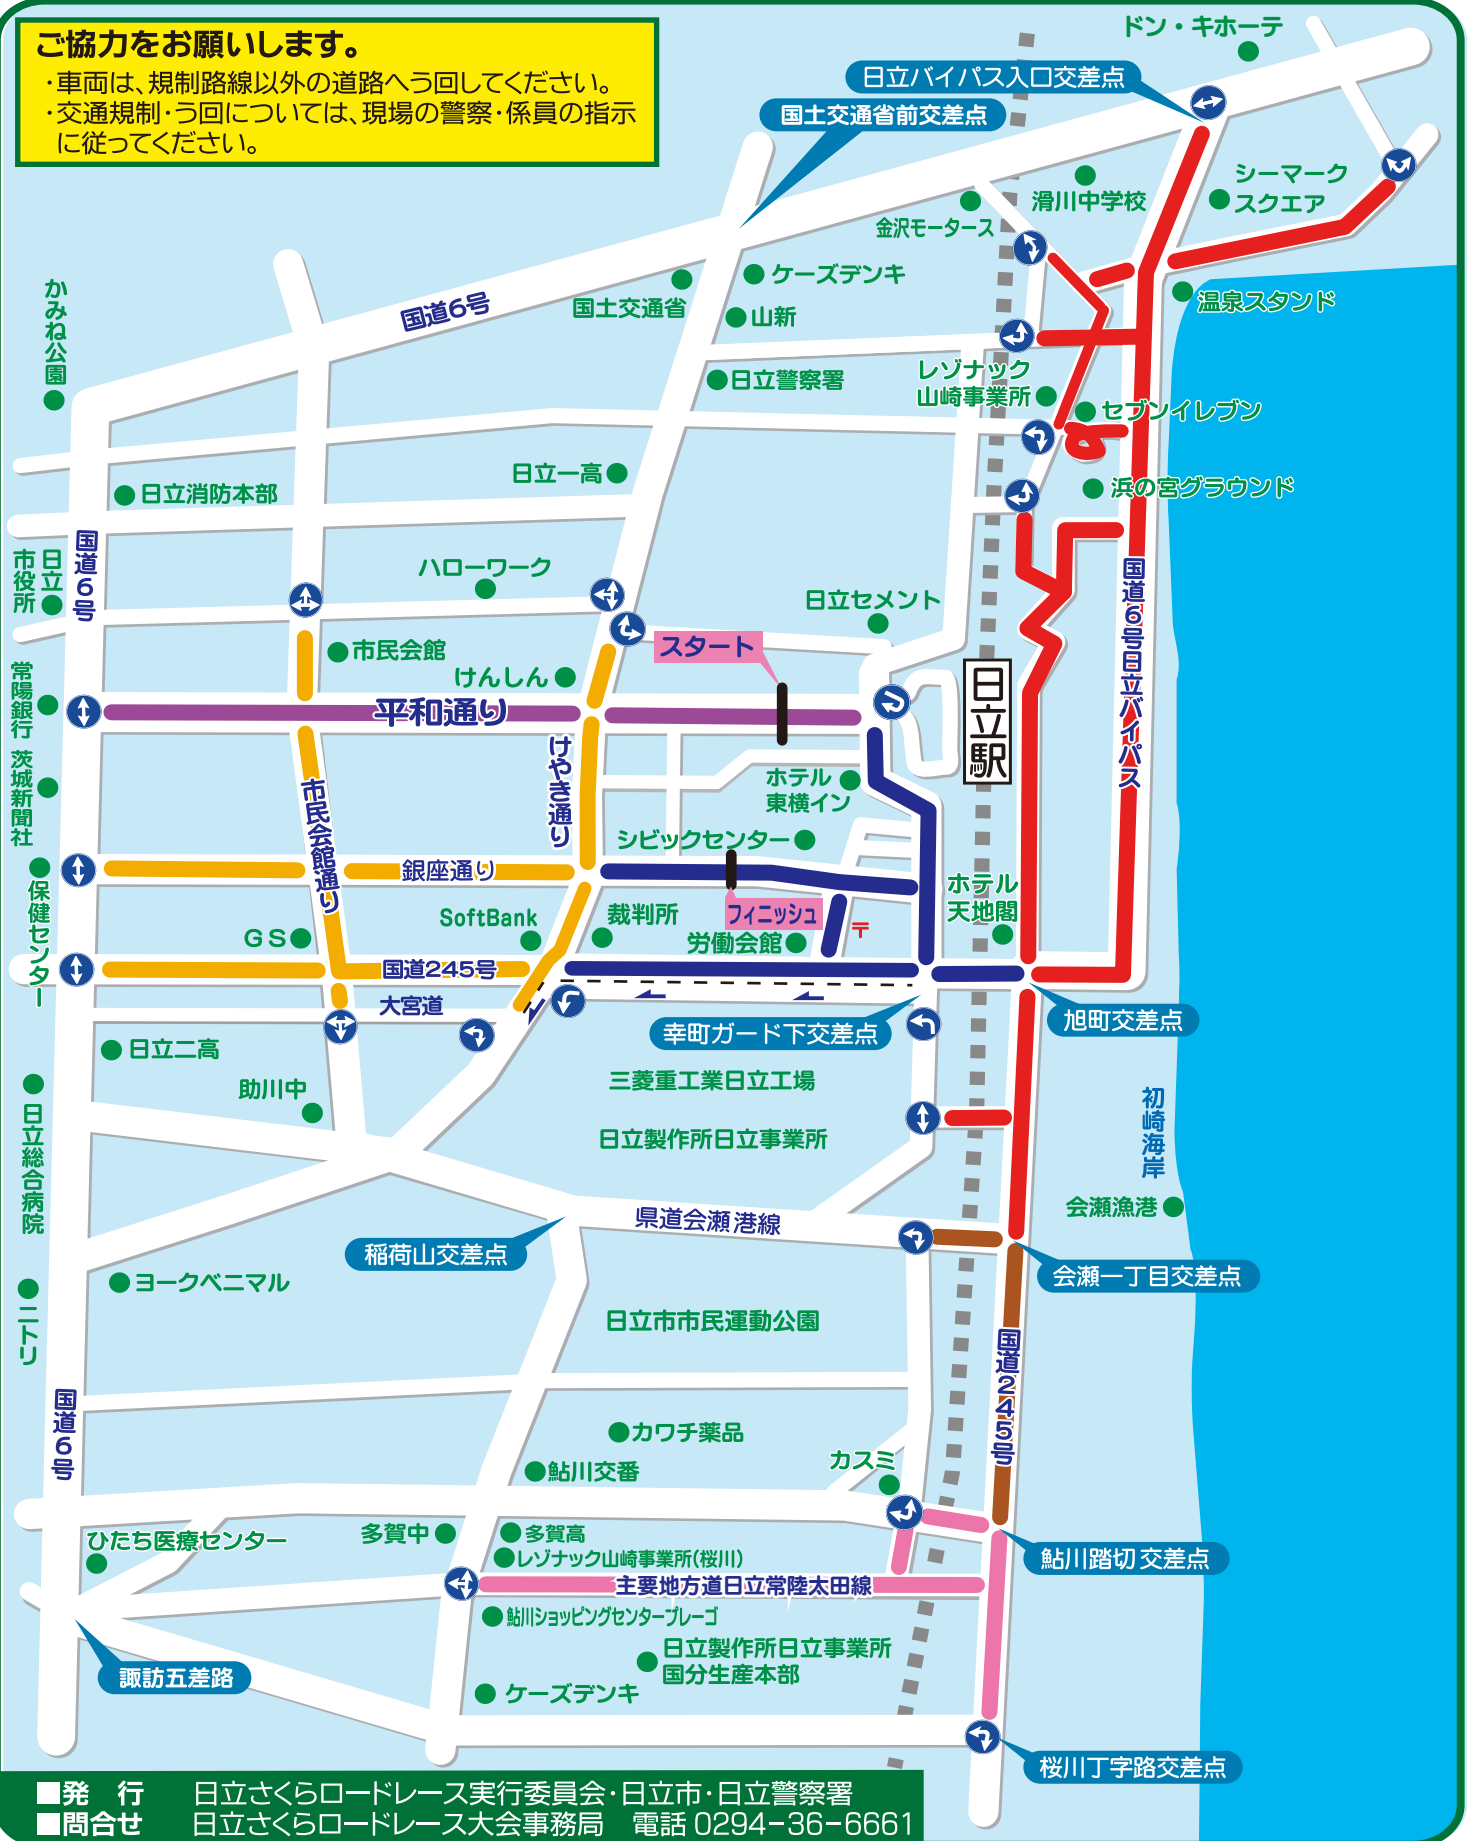 ご協力をお願いします。
・車両は、規制路線以外の道路へう回してください。
・交通規制・う回については、現場の警察・係員の指示
に従ってください。
ドン・キホーテ
日立バイパス入口交差点
国土交通省前交差点
滑川中学校
シーマーク
スクエア
金沢モータース
ケーズデンキ
国土交通省
山新
温泉スタンド
かみね公園
国道6号
日立警察署
レゾナック
山崎事業所
セブンイレブン
日立一高
日立消防本部
浜の宮グラウンド
国道6号
日立
市役所
ハローワーク
日立セメント
国道6号日立バイパス
市民会館
スタート
けんしん
常陽銀行
平和通り
日立駅
けやき通り
茨城新聞社
市民会館通り
ホテル
東横イン
シビックセンター
銀座通り
保健センター
ホテル
天地閣
SoftBank
裁判所
フィニッシュ
〒
GS
労働会館
国道245号
大宮道
旭町交差点
幸町ガード下交差点
日立二高
助川中
三菱重工業日立工場
日立総合病院
日立製作所日立事業所
初崎海岸
会瀬漁港
県道会瀬港線
稲荷山交差点
会瀬一丁目交差点
ヨークベニマル
ニトリ
日立市市民運動公園
国道245号
国道6号
カワチ薬品
カスミ
鮎川交番
ひたち医療センター
多賀中
多賀高
レゾナック山崎事業所(桜川)
鮎川踏切交差点
主要地方道日立常陸太田線
鮎川ショッピングセンタープレーゴ
日立製作所日立事業所
国分生産本部
諏訪五差路
ケーズデンキ
桜川丁字路交差点
■発　行　日立さくらロードレース実行委員会・日立市・日立警察署
■問合せ　日立さくらロードレース大会事務局　電話 0294-36-6661